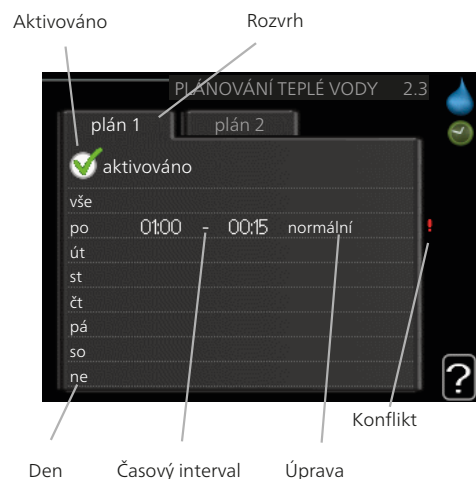 Aktivováno Rozvrh
PLÁNOVÁNÍ TEPLÉ VODY 2.3
plán 1 plán 2
aktivováno
vše
po 01:00 - 00:15 normální !
út
st
čt
pá
so
ne
?
Konflikt
Den Časový interval Úprava